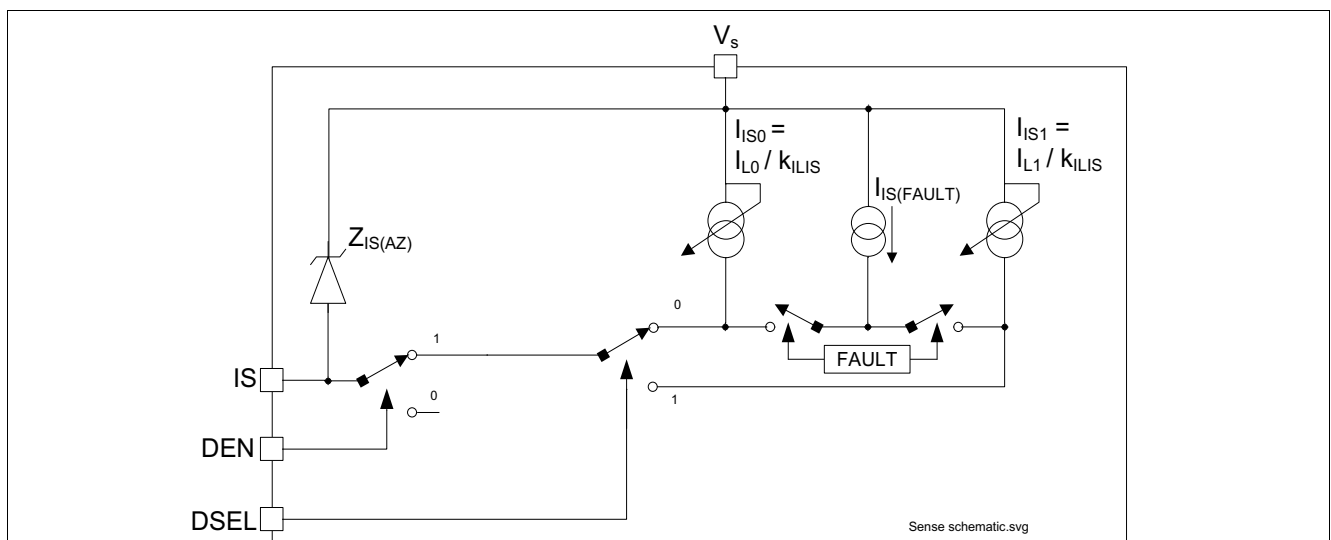 Vs
IIS0 =
IL0 / kILIS
IIS(FAULT)
IIS1 =
IL1 / kILIS
ZIS(AZ)
0
1
FAULT
IS
0
1
DEN
DSEL
Sense schematic.svg